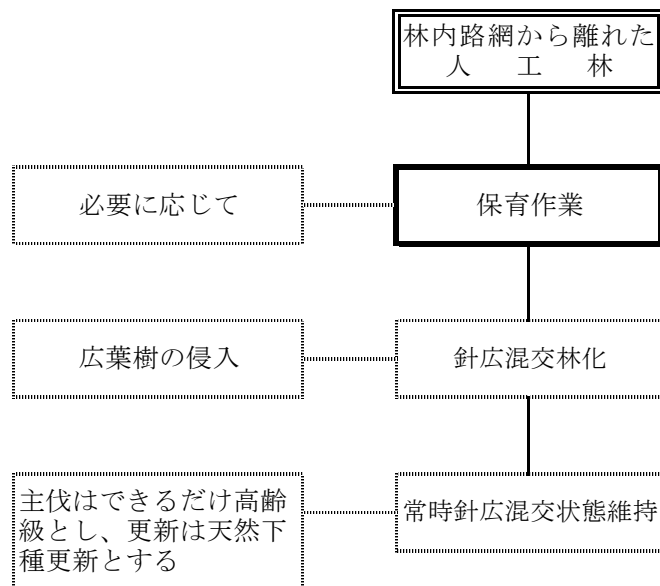 林内路網から離れた
人　工　林
必要に応じて
保育作業
広葉樹の侵入
針広混交林化
主伐はできるだけ高齢
級とし、更新は天然下
種更新とする
常時針広混交状態維持